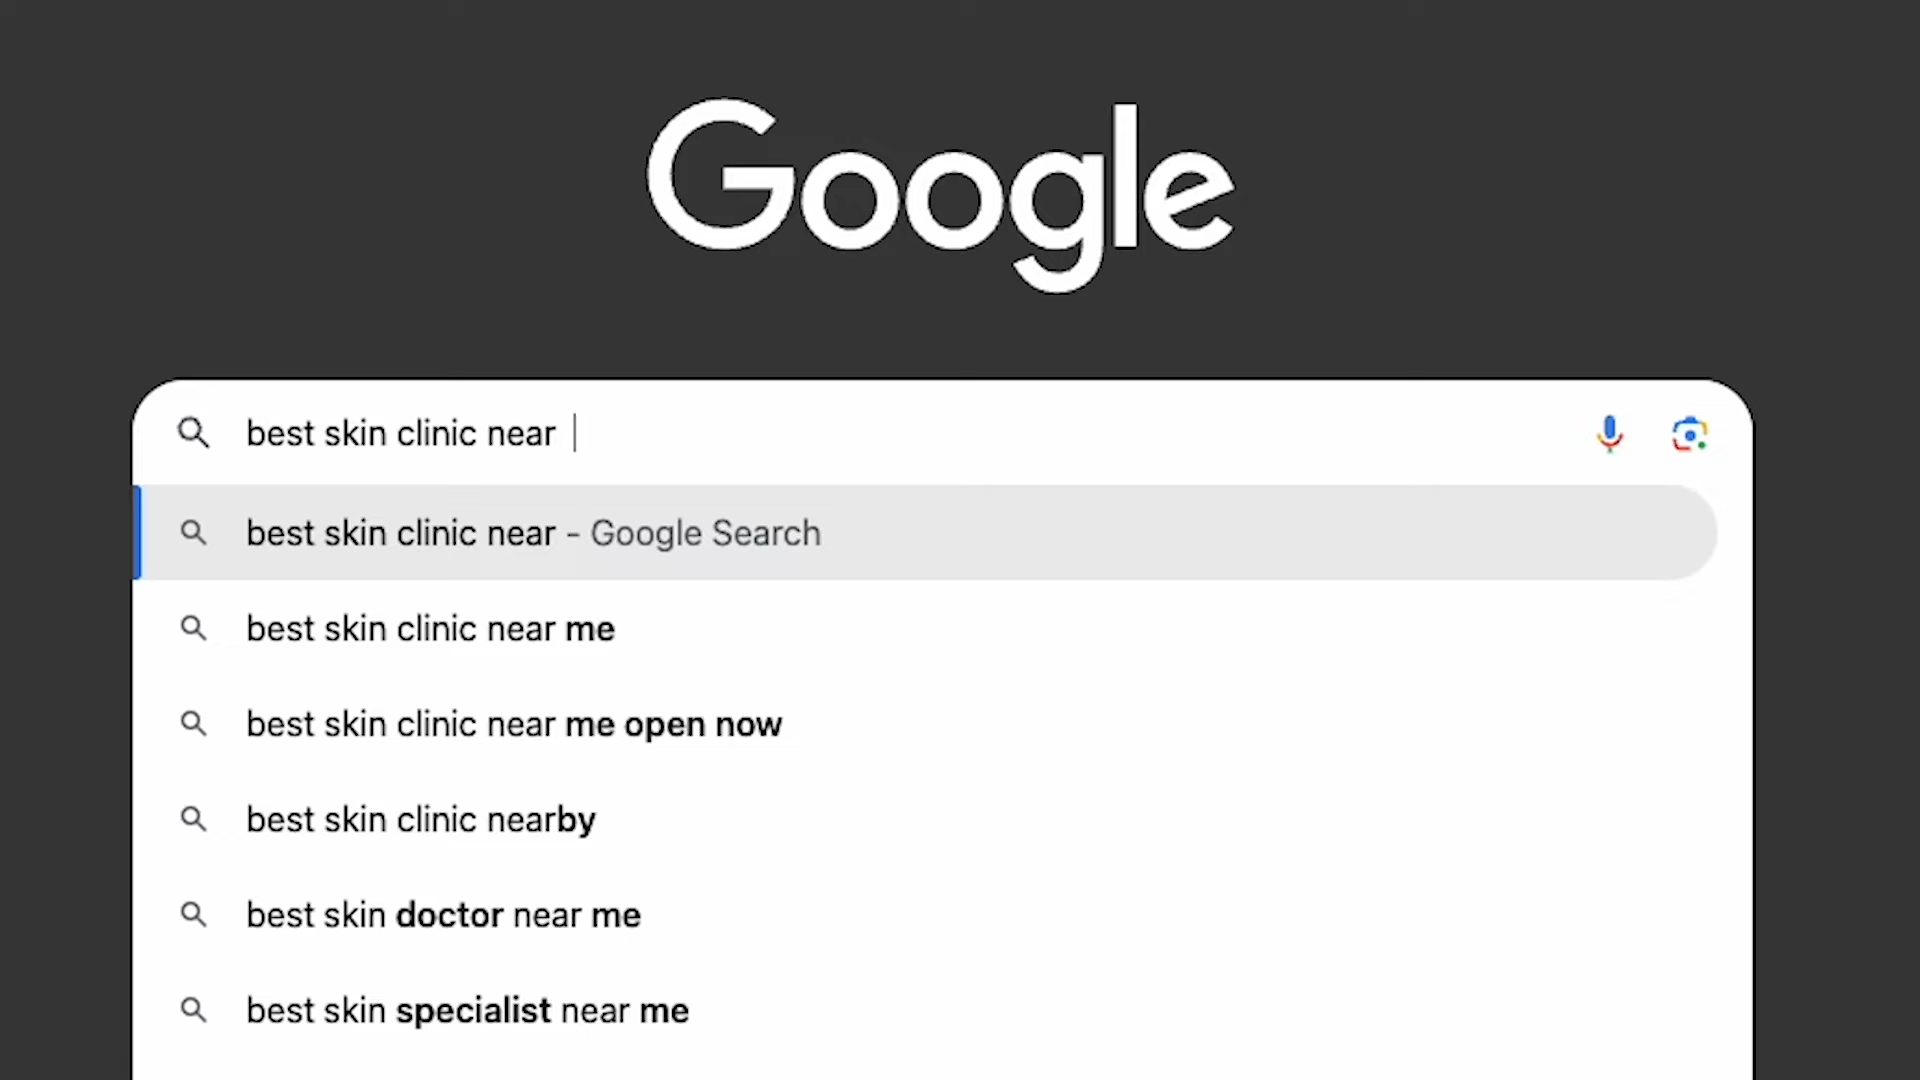 Google
best skin clinic near
best skin clinic near - Google Search
best skin clinic near me
best skin clinic near me open now
best skin clinic nearby
best skin doctor near me
best skin specialist near me